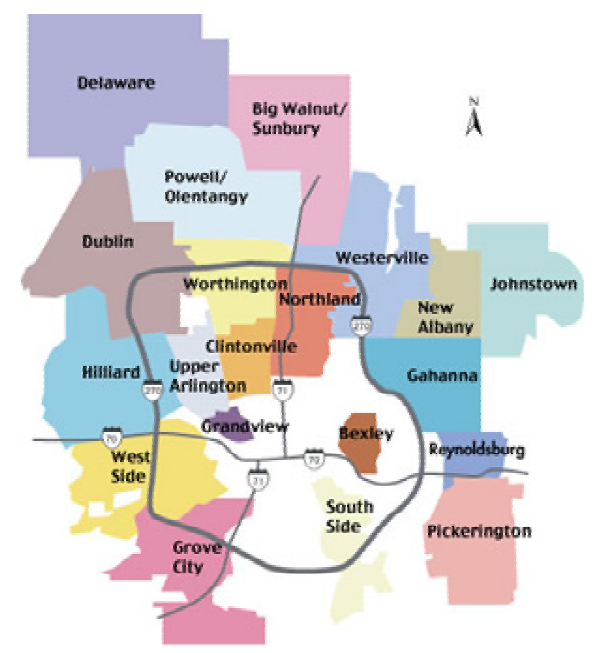 Delaware
N
Big Walnut/
Sunbury
Powell/
Olentangy
Dublin
Westerville
Worthington
Johnstown
Northland
New
Albany
270
Clintonville
Hilliard
Upper
Arlington
Gahanna
270
71
Grandview
Bexley
70
Reynoldsburg
West
Side
70
71
South
Side
Pickerington
Grove
City